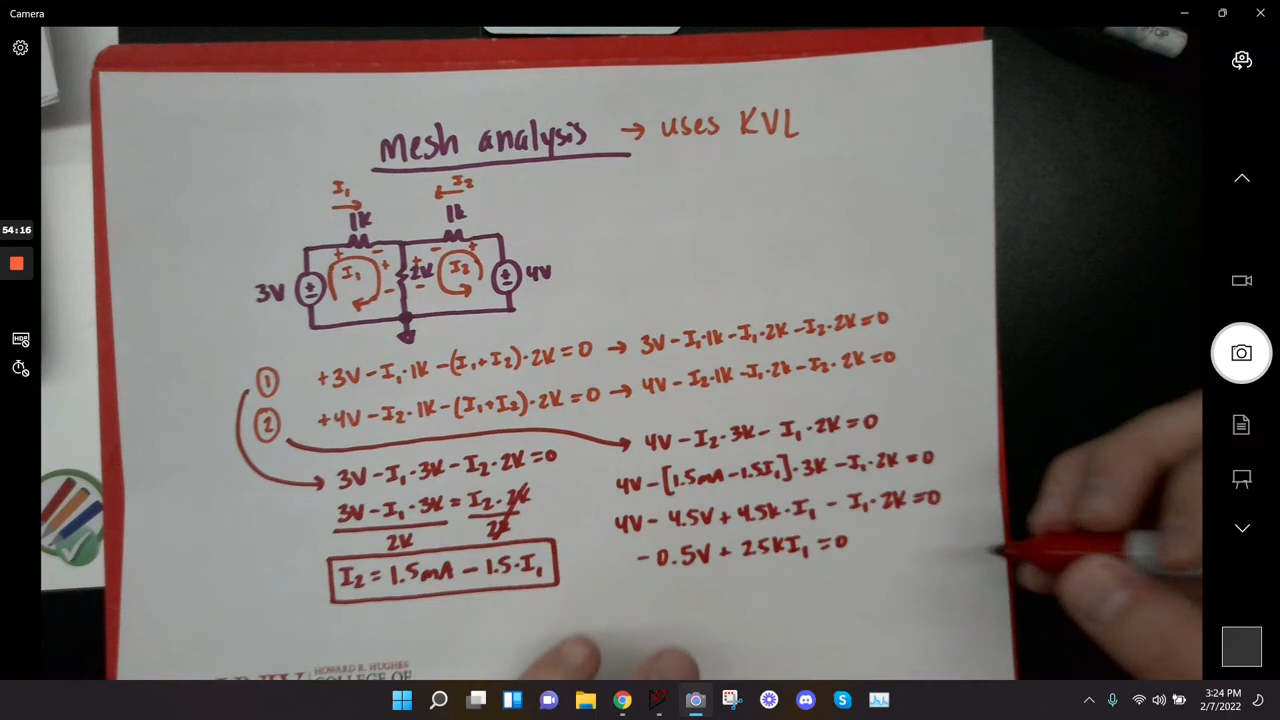 Camera
mesh analysis → uses KVL
I₁ I₂
1k 1k
3V I₁ 2k I₂ 4V
① +3V - I₁·1k - (I₁+I₂)·2k = 0 → 3V - I₁·1k - I₁·2k - I₂·2k = 0
② +4V - I₂·1k - (I₁+I₂)·2k = 0 → 4V - I₂·1k - I₁·2k - I₂·2k = 0
3V - I₁·3k - I₂·2k = 0
3V - I₁·3k = I₂·2k
2k 2k
I₂ = 1.5mA - 1.5·I₁
4V - I₂·3k - I₁·2k = 0
4V - [1.5mA - 1.5I₁]·3k - I₁·2k = 0
4V - 4.5V + 4.5k·I₁ - I₁·2k = 0
-0.5V + 2.5kI₁ = 0
HOWARD R. HUGHES
COLLEGE OF
54:16
HDR
3:24 PM
2/7/2022